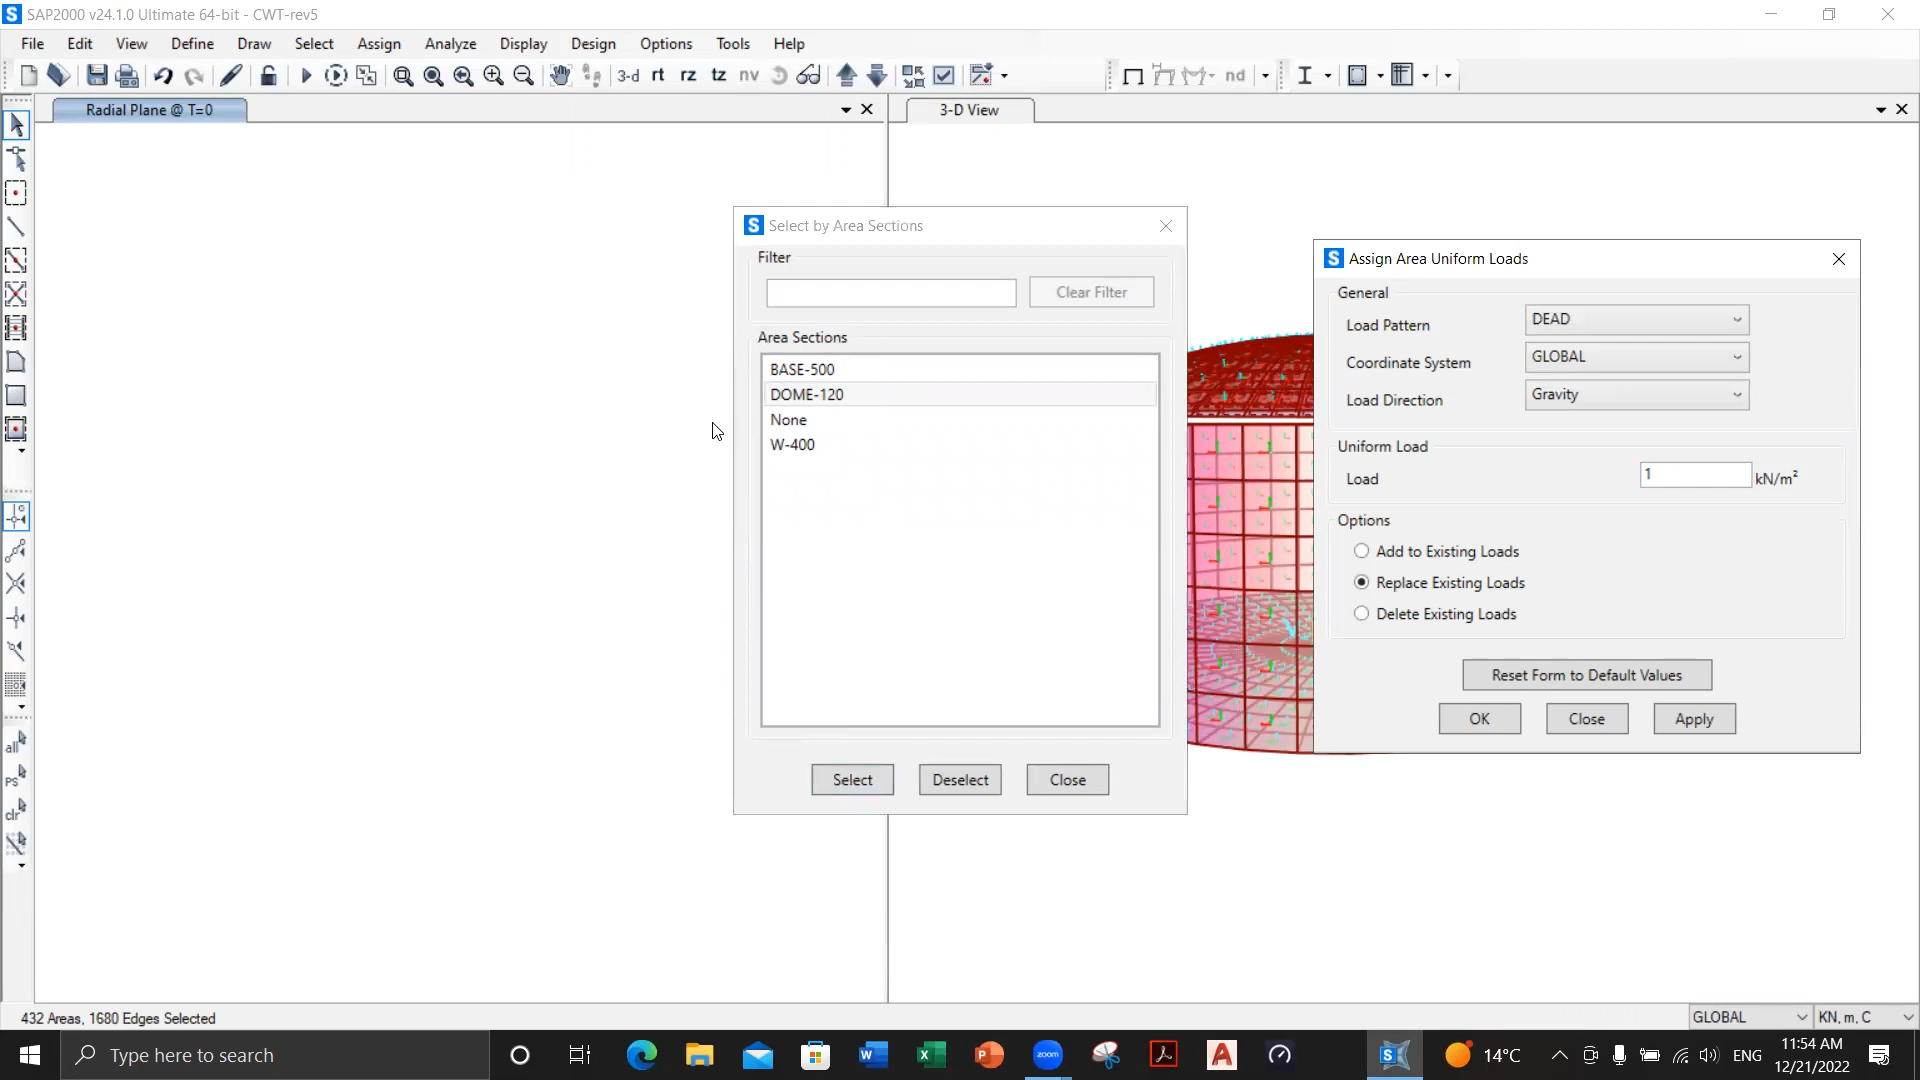 SAP2000 v24.1.0 Ultimate 64-bit - CWT-rev5
File Edit View Define Draw Select Assign Analyze Display Design Options Tools Help
3-d rt rz tz nv nd
Radial Plane @ T=0
3-D View
Select by Area Sections
Filter
Clear Filter
Area Sections
BASE-500
DOME-120
None
W-400
Select Deselect Close
Assign Area Uniform Loads
General
Load Pattern DEAD
Coordinate System GLOBAL
Load Direction Gravity
Uniform Load
Load 1 kN/m²
Options
Add to Existing Loads
Replace Existing Loads
Delete Existing Loads
Reset Form to Default Values
OK Close Apply
all
ps
clr
432 Areas, 1680 Edges Selected
GLOBAL KN, m, C
Type here to search
zoom
14°C
ENG
11:54 AM
12/21/2022